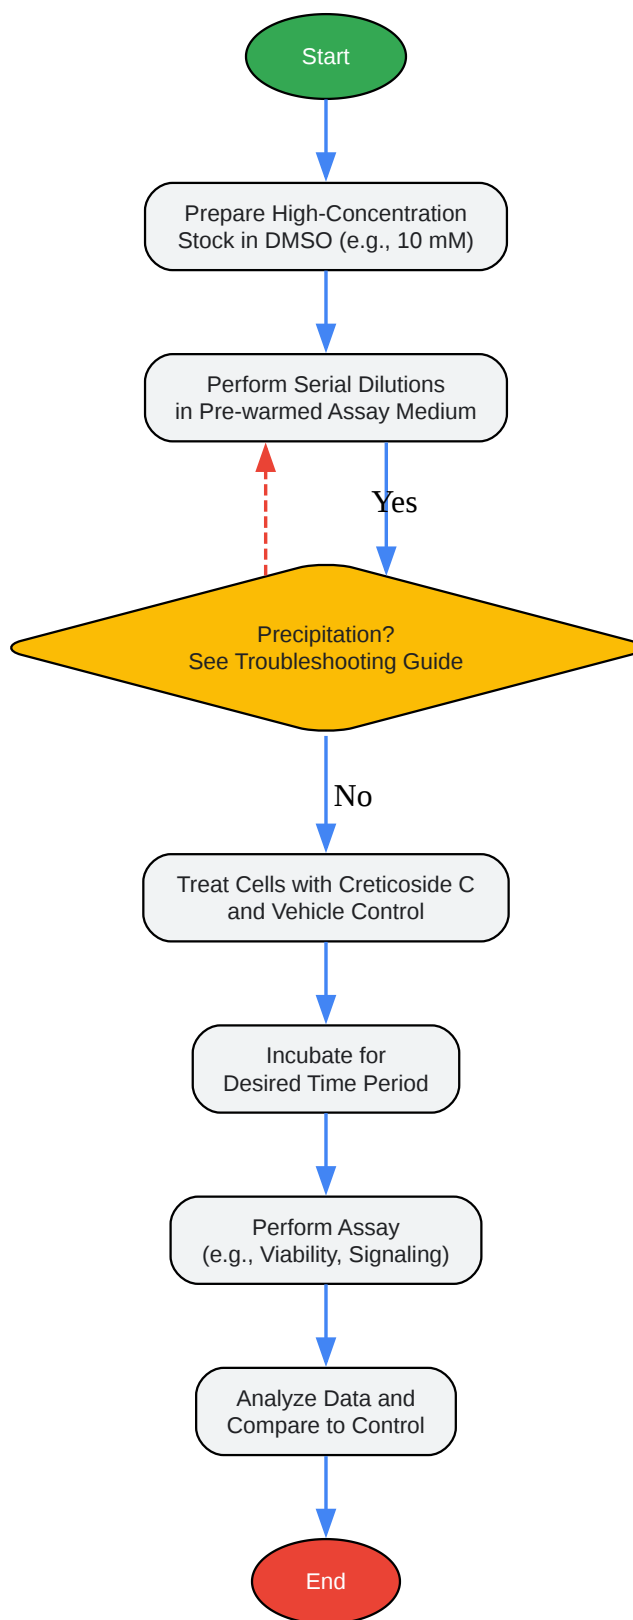 Start
Prepare High-Concentration
Stock in DMSO (e.g., 10 mM)
Perform Serial Dilutions
in Pre-warmed Assay Medium
Yes
Precipitation?
See Troubleshooting Guide
No
Treat Cells with Creticoside C
and Vehicle Control
Incubate for
Desired Time Period
Perform Assay
(e.g., Viability, Signaling)
Analyze Data and
Compare to Control
End